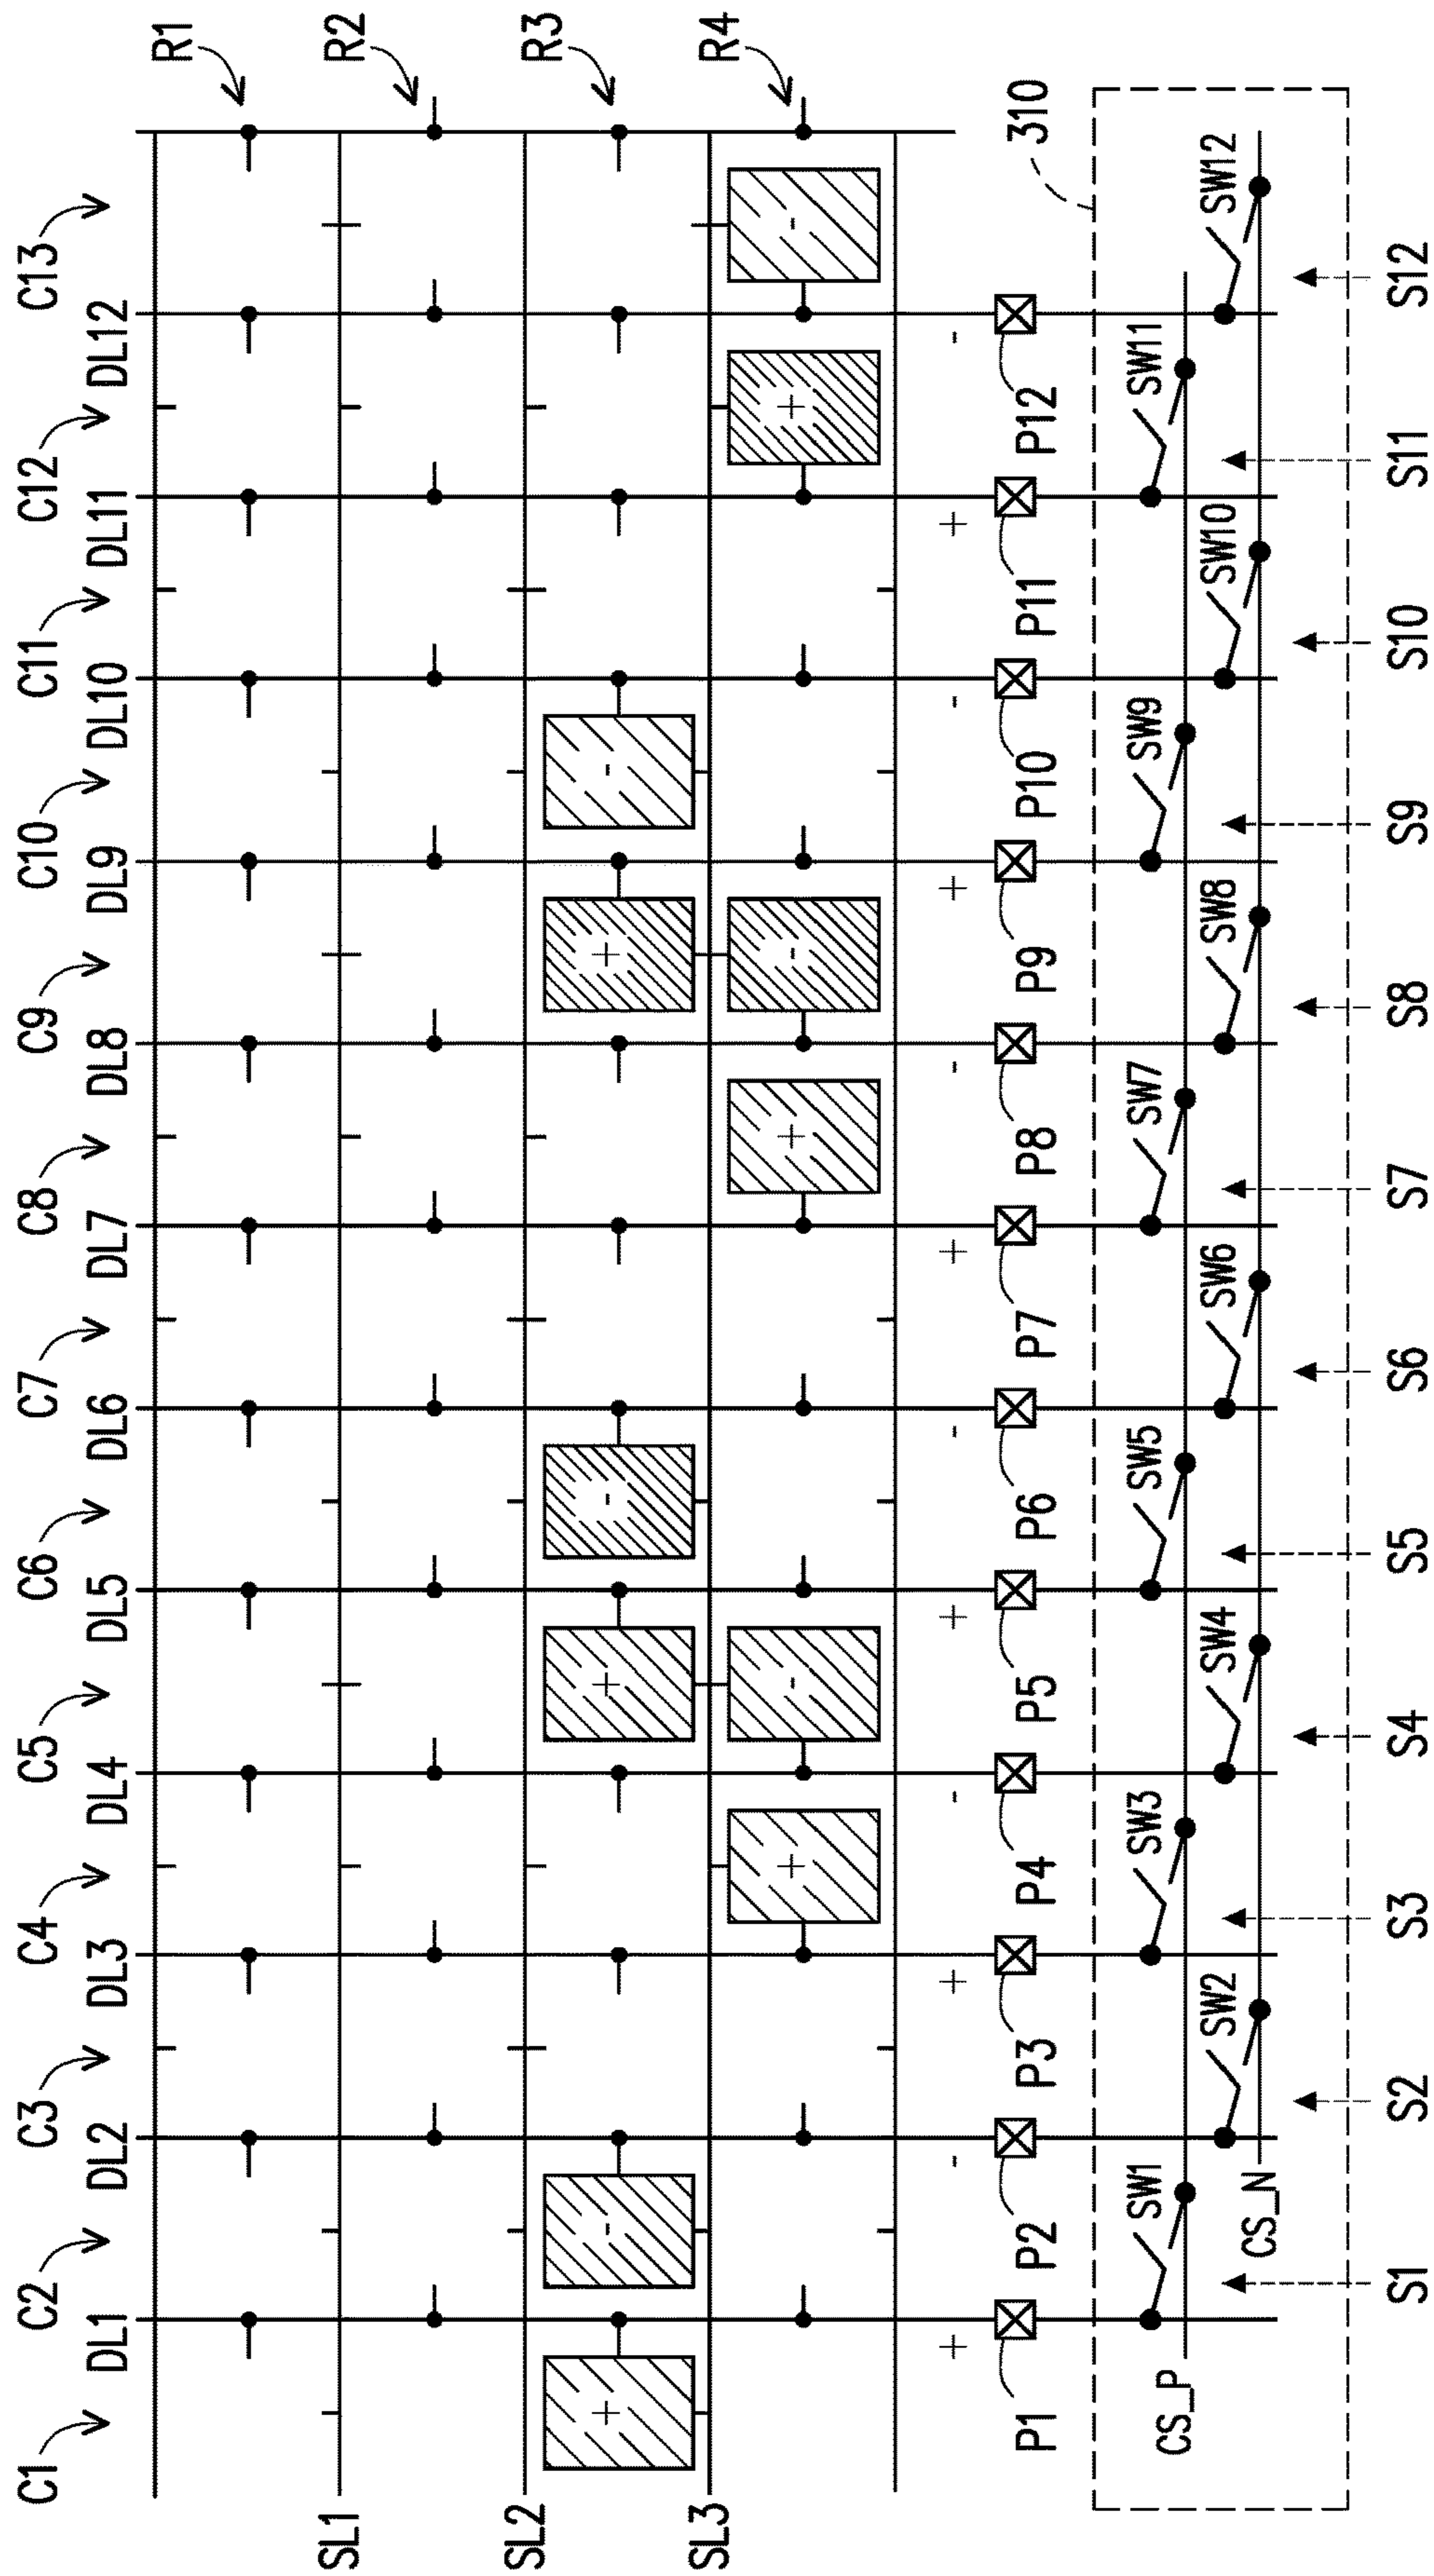 C1 C2 C3 C4 C5 C6 C7 C8 C9 C10 C11 C12 C13
DL1 DL2 DL3 DL4 DL5 DL6 DL7 DL8 DL9 DL10 DL11 DL12
R1
SL1
R2
SL2
R3
+ - + - + -
SL3
R4
+ - + - + -
+ - + - + - + - + - + -
P1 P2 P3 P4 P5 P6 P7 P8 P9 P10 P11 P12
310
SW1 SW3 SW5 SW7 SW9 SW11
CS_P
SW2 SW4 SW6 SW8 SW10 SW12
CS_N
S1 S2 S3 S4 S5 S6 S7 S8 S9 S10 S11 S12